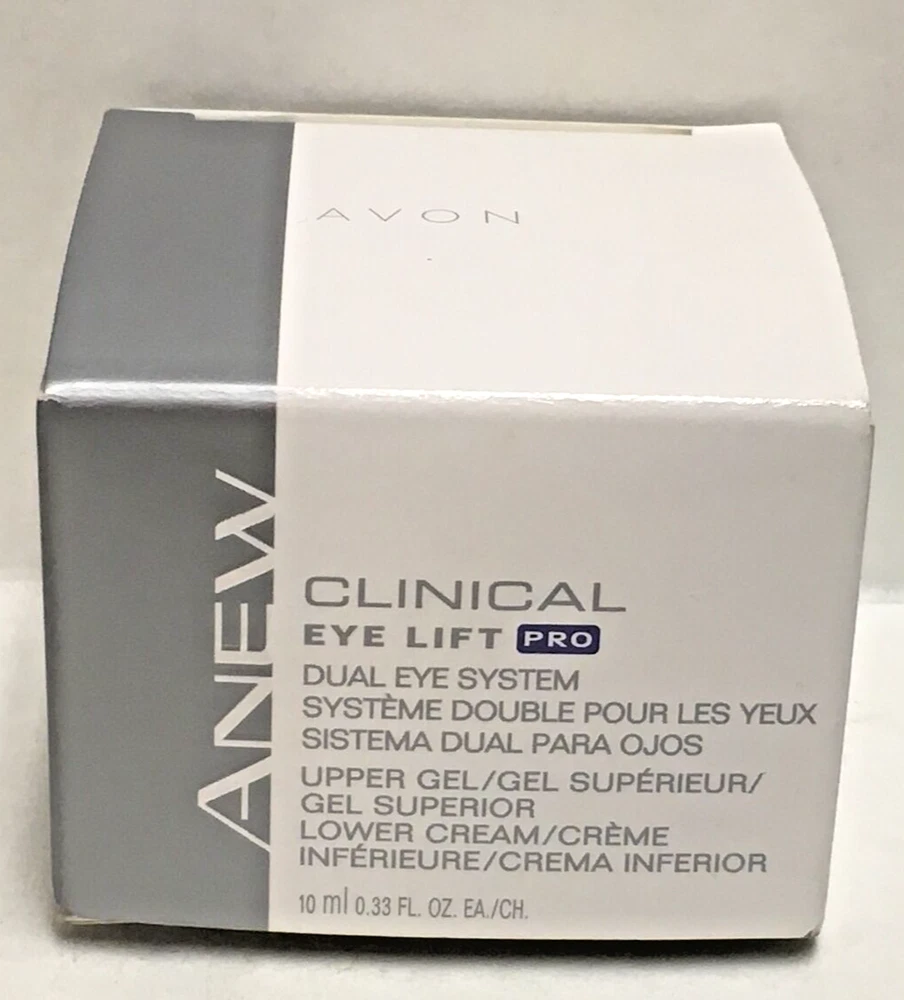 AVON
ANEW
CLINICAL
EYE LIFT PRO
DUAL EYE SYSTEM
SYSTÈME DOUBLE POUR LES YEUX
SISTEMA DUAL PARA OJOS
UPPER GEL/GEL SUPÉRIEUR/
GEL SUPERIOR
LOWER CREAM/CRÈME
INFÉRIEURE/CREMA INFERIOR
10 ml 0.33 FL. OZ. EA./CH.